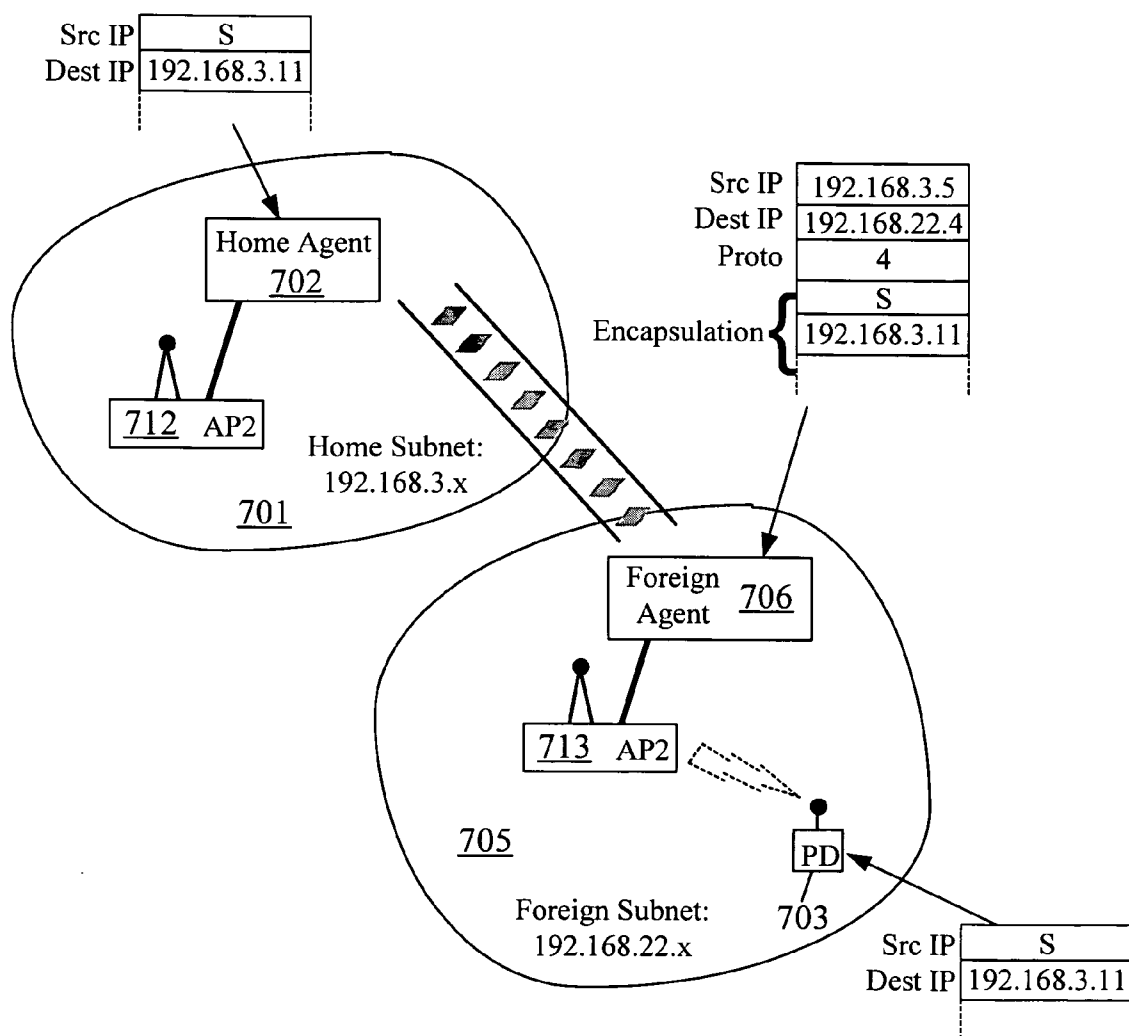 Src IP S
Dest IP 192.168.3.11
Src IP 192.168.3.5
Dest IP 192.168.22.4
Proto 4
S
Encapsulation { 192.168.3.11
Home Agent
702
712 AP2
Home Subnet:
192.168.3.x
701
Foreign
Agent 706
713 AP2
705
PD
703
Foreign Subnet:
192.168.22.x
Src IP S
Dest IP 192.168.3.11